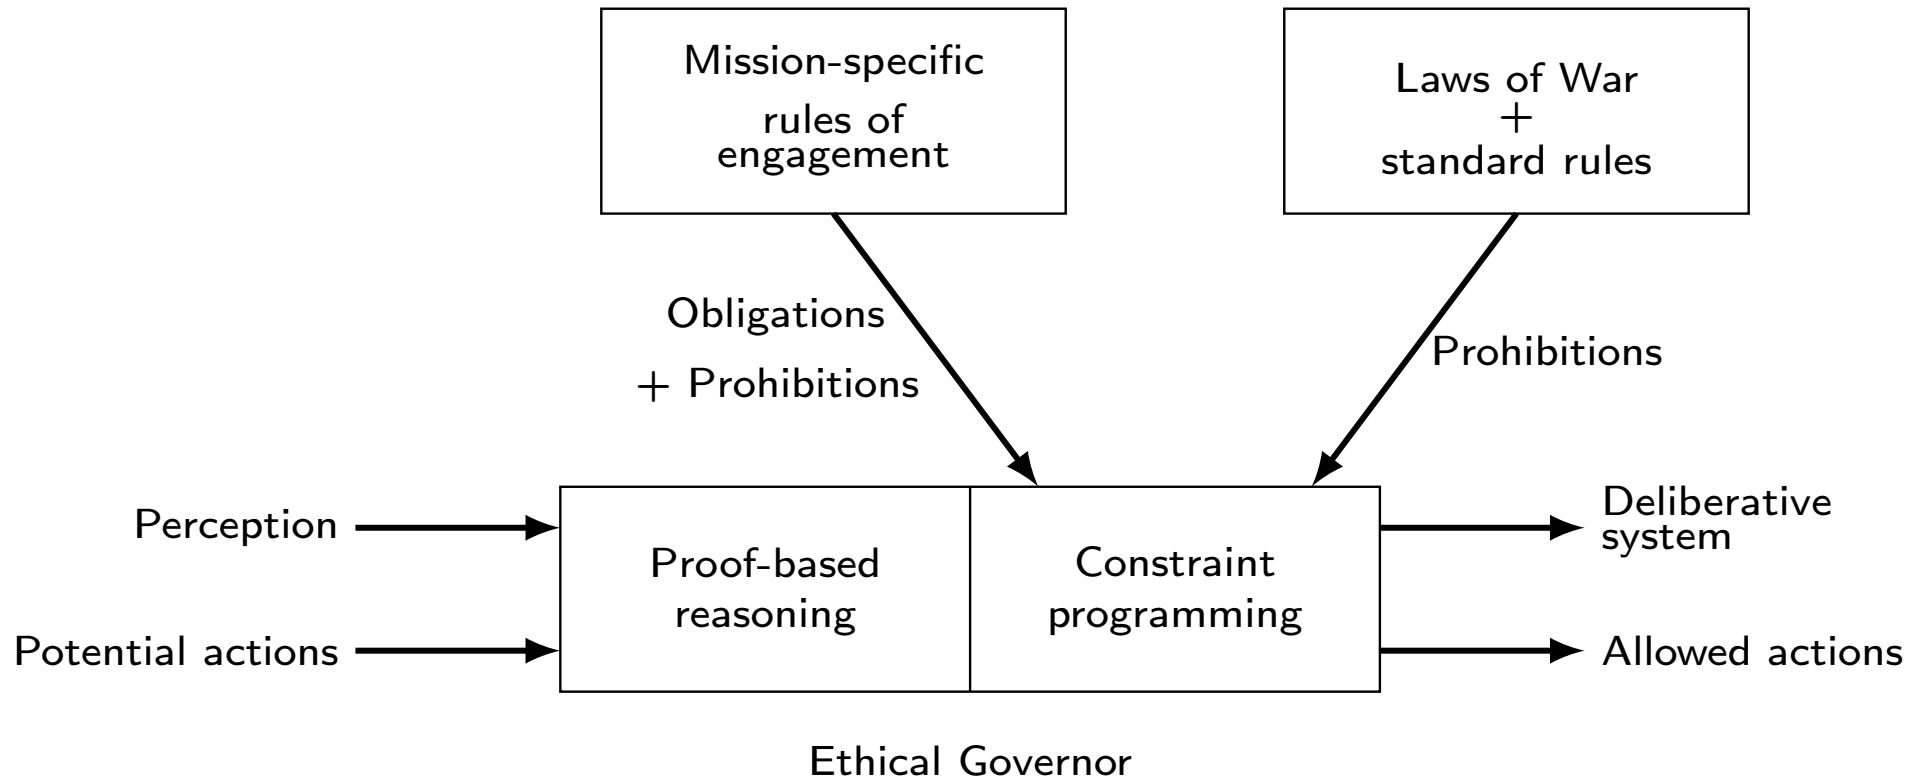 Mission-specific
rules of
engagement
Laws of War
+
standard rules
Obligations
+ Prohibitions
Prohibitions
Perception
Potential actions
Proof-based
reasoning
Constraint
programming
Deliberative
system
Allowed actions
Ethical Governor